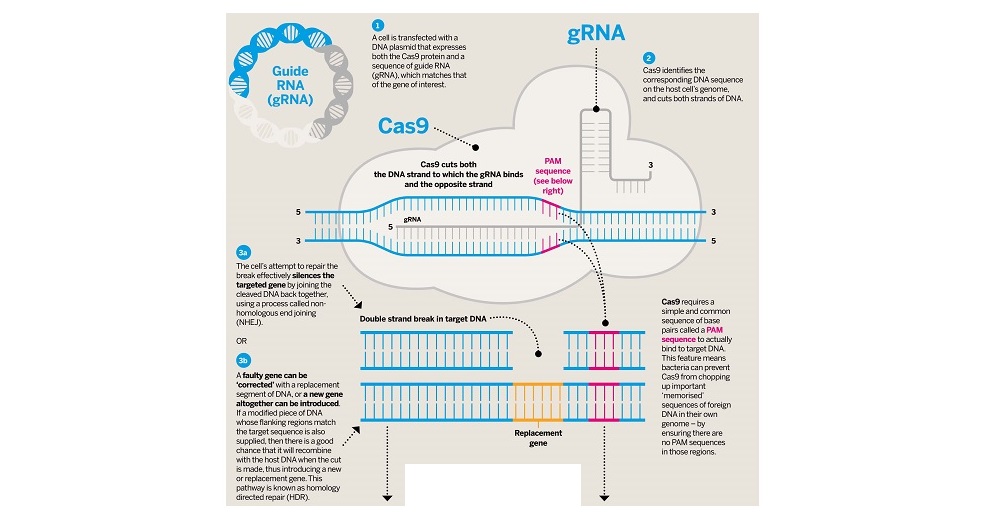 Guide
RNA
(gRNA)
1
A cell is transfected with a
DNA plasmid that expresses
both the Cas9 protein and a
sequence of guide RNA
(gRNA), which matches that
of the gene of interest.
gRNA
2
Cas9 identifies the
corresponding DNA sequence
on the host cell's genome,
and cuts both strands of DNA.
Cas9
Cas9 cuts both
the DNA strand to which the gRNA binds
and the opposite strand
PAM
sequence
(see below
right)
3
5
3
gRNA
5
3
5
3a
The cell's attempt to repair the
break effectively silences the
targeted gene by joining the
cleaved DNA back together,
using a process called non-
homologous end joining
(NHEJ).
OR
3b
A faulty gene can be
'corrected' with a replacement
segment of DNA, or a new gene
altogether can be introduced.
If a modified piece of DNA
whose flanking regions match
the target sequence is also
supplied, then there is a good
chance that it will recombine
with the host DNA when the cut
is made, thus introducing a new
or replacement gene. This
pathway is known as homology
directed repair (HDR).
Double strand break in target DNA
Replacement
gene
Cas9 requires a
simple and common
sequence of base
pairs called a PAM
sequence to actually
bind to target DNA.
This feature means
bacteria can prevent
Cas9 from chopping
up important
'memorised'
sequences of foreign
DNA in their own
genome – by
ensuring there are
no PAM sequences
in those regions.